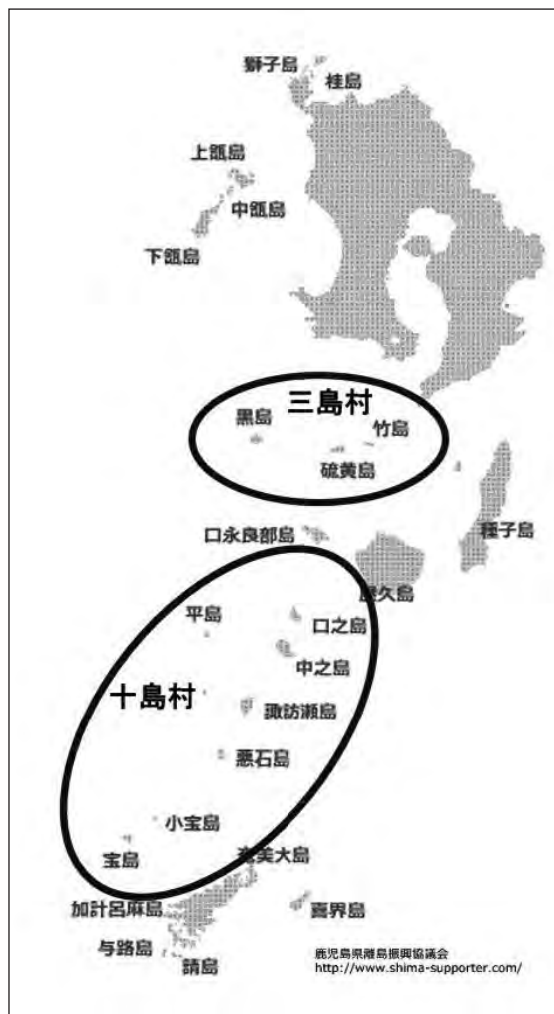 獅子島
桂島
上甑島
中甑島
下甑島
三島村
黒島
竹島
硫黄島
種子島
口永良部島
屋久島
平島
口之島
中之島
十島村
諏訪瀬島
悪石島
小宝島
宝島
奄美大島
加計呂麻島
喜界島
与路島
請島
鹿児島県離島振興協議会
http://www.shima-supporter.com/